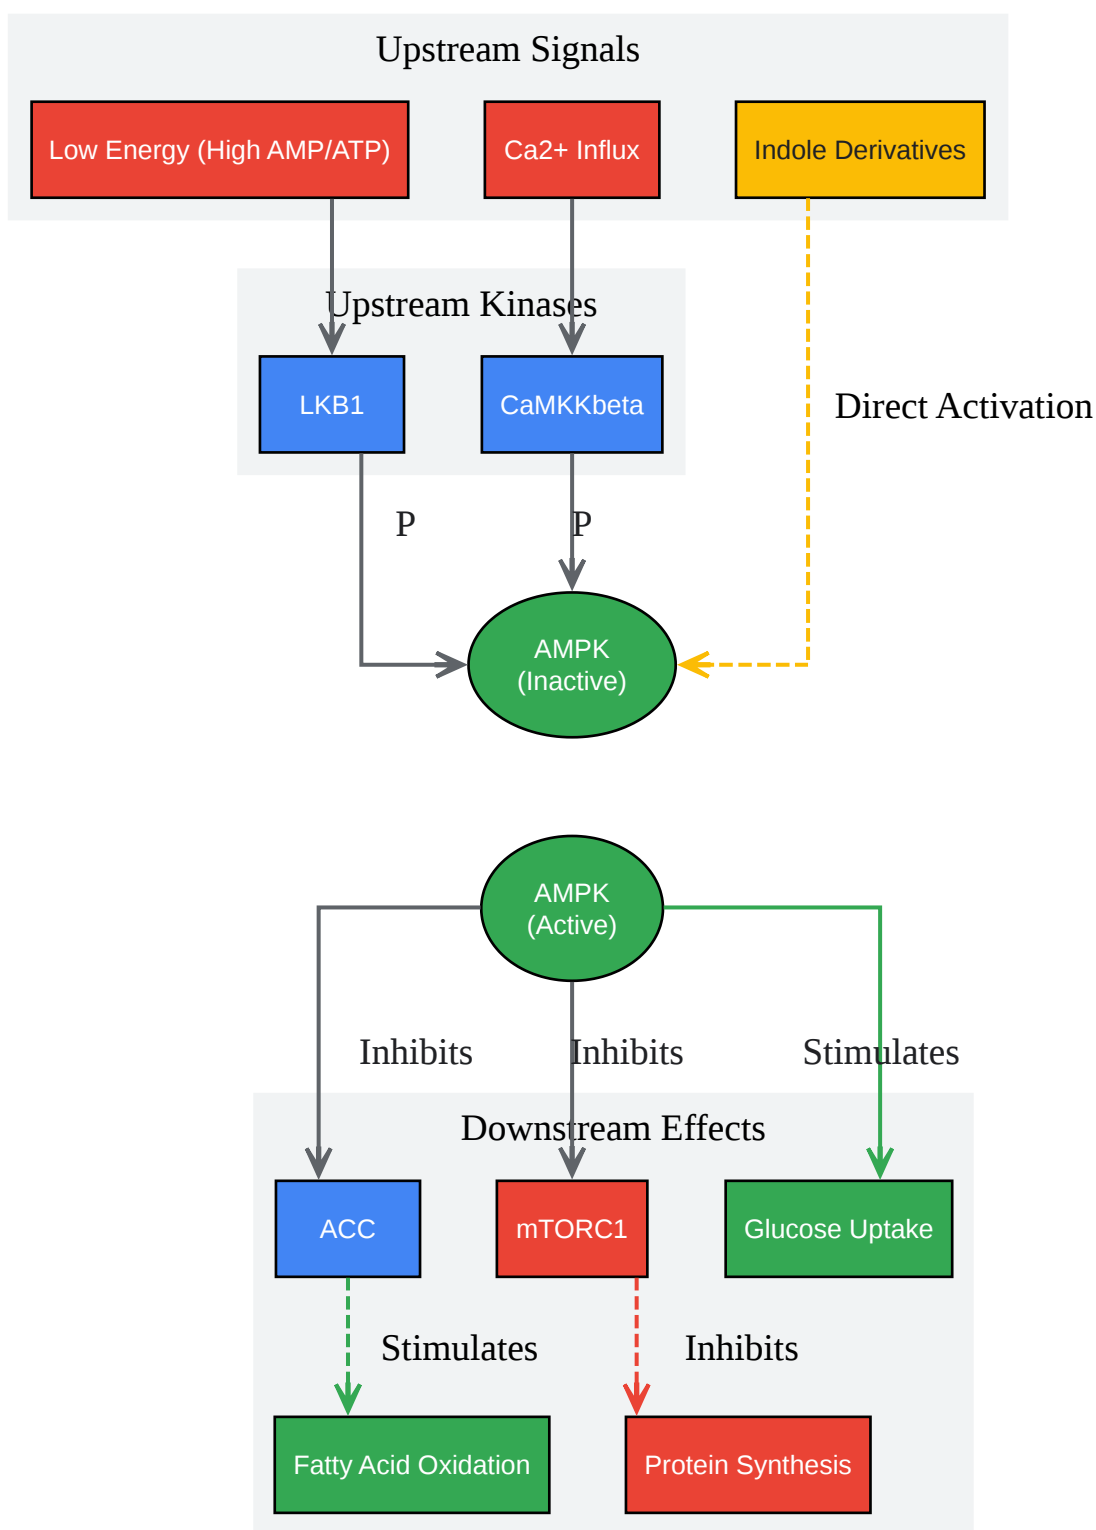 Upstream Signals
Low Energy (High AMP/ATP)
Ca2+ Influx
Indole Derivatives
Upstream Kinases
LKB1
CaMKKbeta
Direct Activation
P
P
AMPK
(Inactive)
AMPK
(Active)
Inhibits
Inhibits
Stimulates
Downstream Effects
ACC
mTORC1
Glucose Uptake
Stimulates
Inhibits
Fatty Acid Oxidation
Protein Synthesis